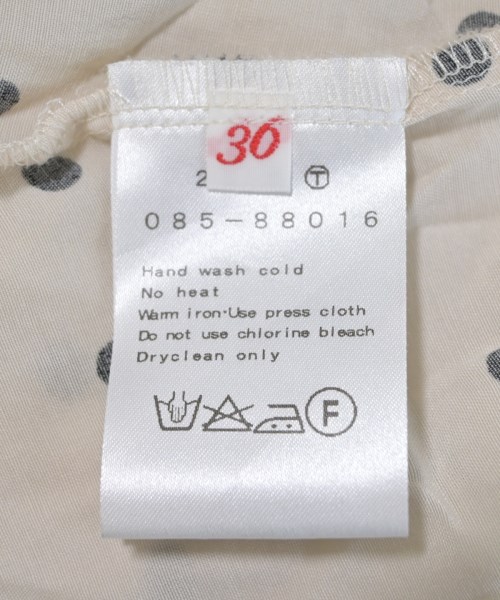 36
2 T
085-88016
Hand wash cold
No heat
Warm iron·Use press cloth
Do not use chlorine bleach
Dryclean only
F